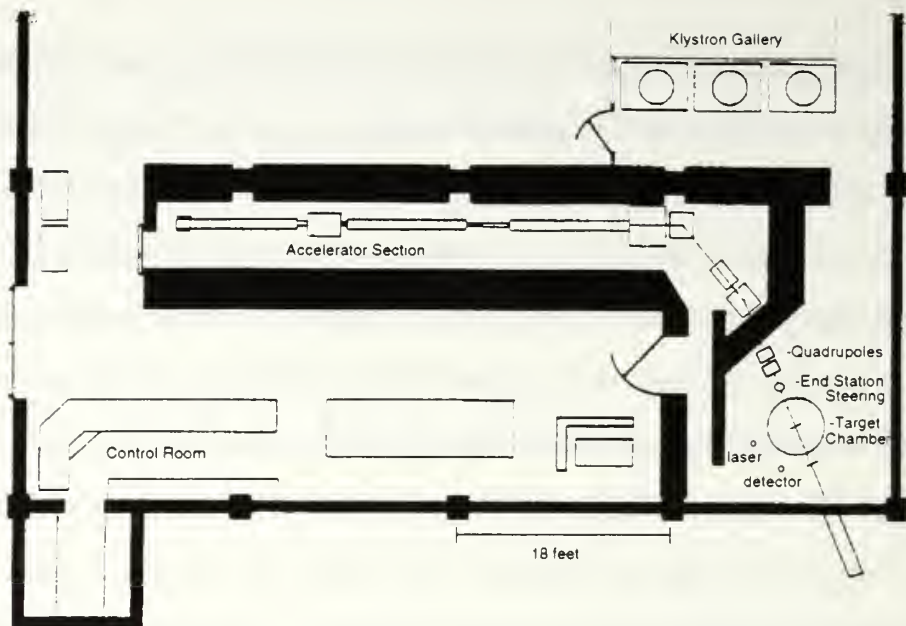 Klystron Gallery
Accelerator Section
-Quadrupoles
-End Station
Steering
-Target
Chamber
laser
detector
Control Room
18 feet